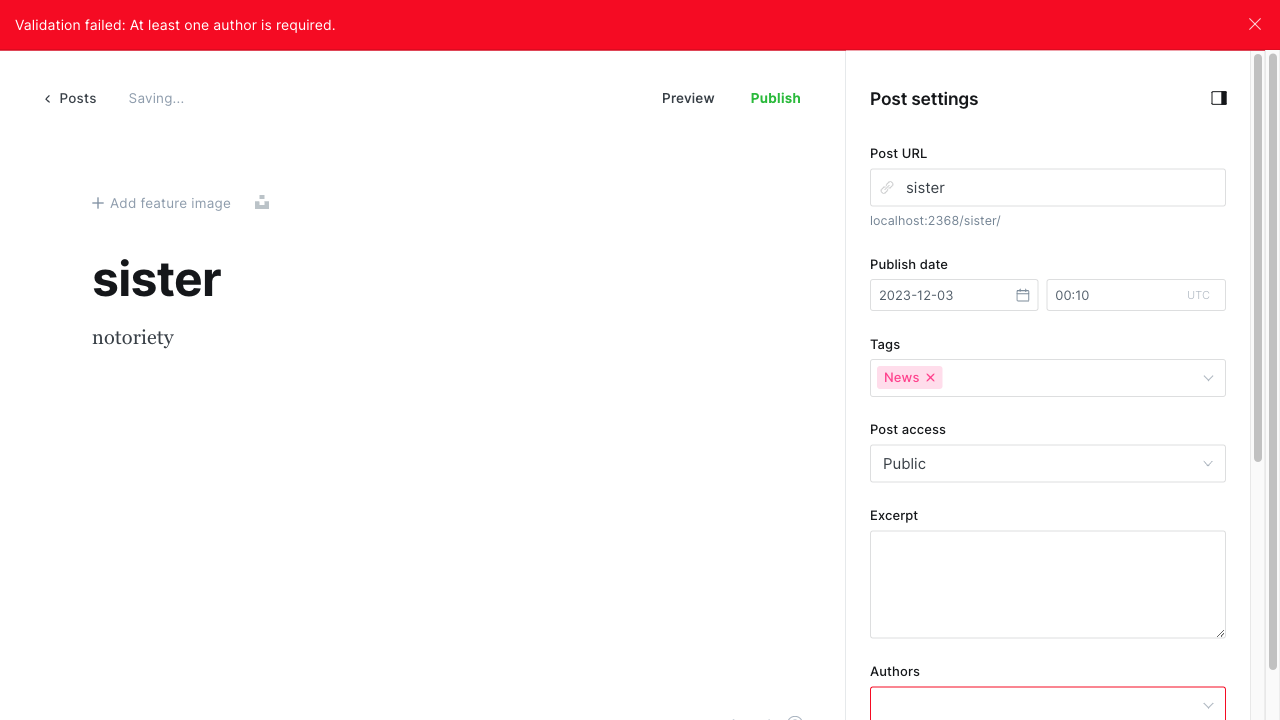 Validation failed: At least one author is required.
Posts
Saving...
Preview
Publish
Post settings
Post URL
sister
localhost:2368/sister/
Add feature image
sister
notoriety
Publish date
2023-12-03
00:10
UTC
Tags
News
Post access
Public
Excerpt
Authors